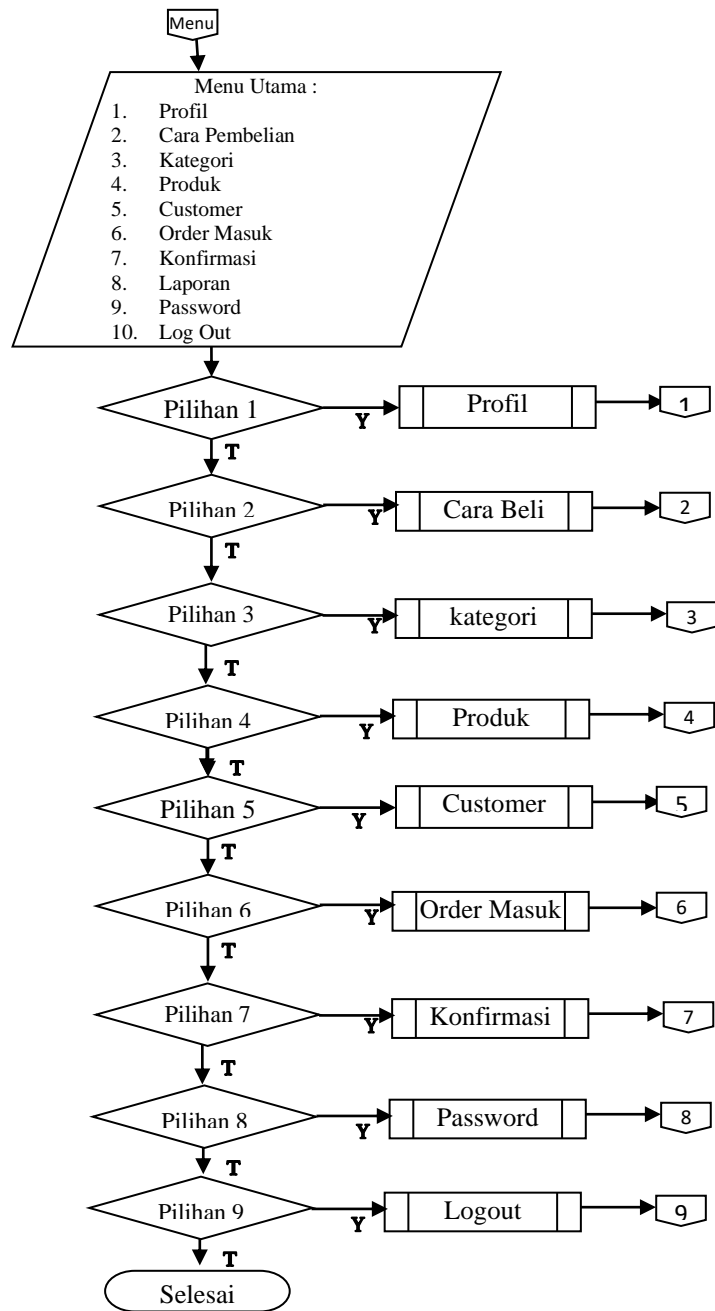 Menu
Menu Utama :
1. Profil
2. Cara Pembelian
3. Kategori
4. Produk
5. Customer
6. Order Masuk
7. Konfirmasi
8. Laporan
9. Password
10. Log Out
Pilihan 1 Y Profil 1
T
Pilihan 2 Y Cara Beli 2
T
Pilihan 3 Y kategori 3
T
Pilihan 4 Y Produk 4
T
Pilihan 5 Y Customer 5
T
Pilihan 6 Y Order Masuk 6
T
Pilihan 7 Y Konfirmasi 7
T
Pilihan 8 Y Password 8
T
Pilihan 9 Y Logout 9
T
Selesai